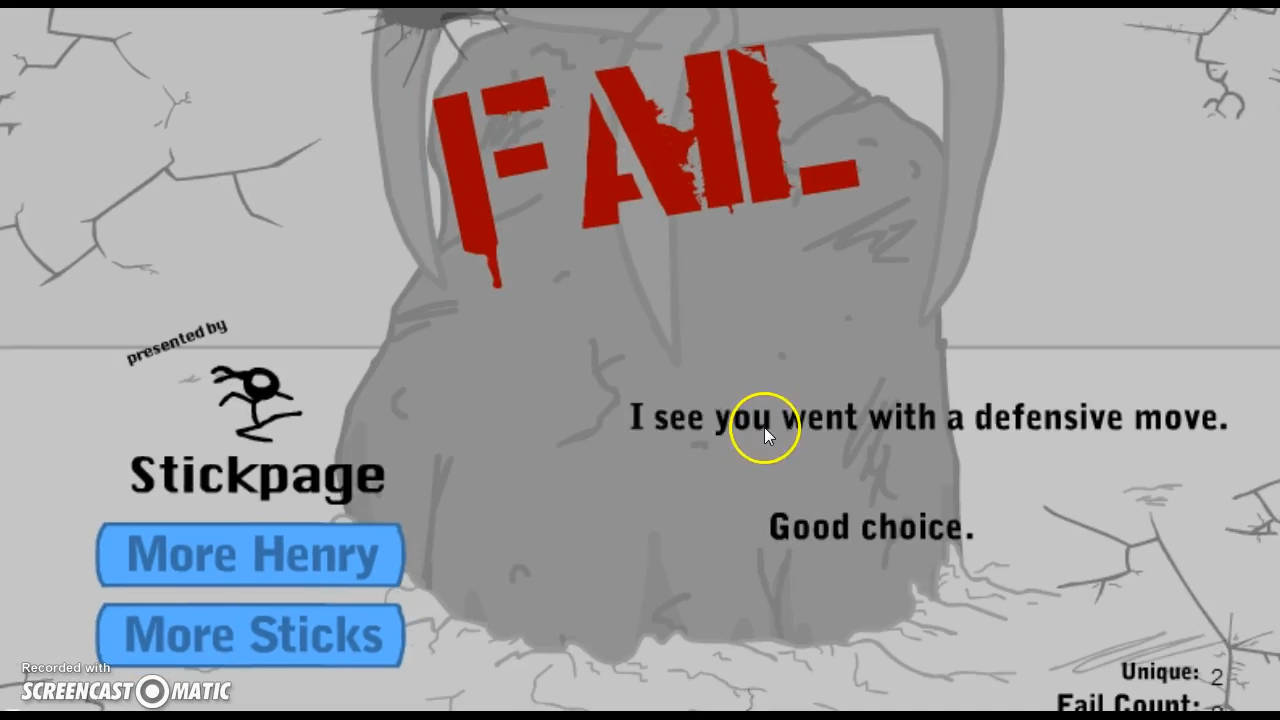 FAIL
presented by
Stickpage
I see you went with a defensive move.
Good choice.
More Henry
More Sticks
Recorded with
SCREENCAST MATIC
Unique: 2
Fail Count: